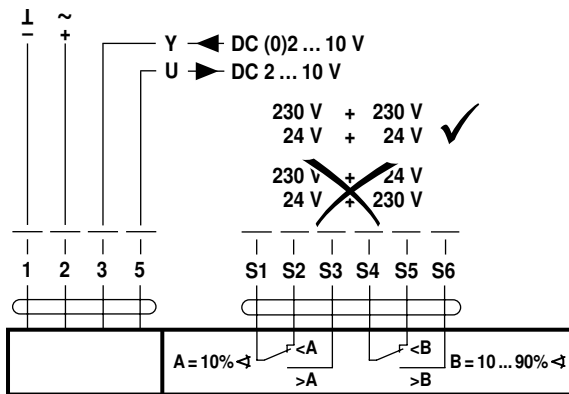 ⊥ ~
− +
Y DC (0)2 ... 10 V
U DC 2 ... 10 V
230 V + 230 V
24 V + 24 V
230 V + 24 V
24 V + 230 V
1 2 3 5 S1 S2 S3 S4 S5 S6
A = 10% ∢ <A <B B = 10 ... 90% ∢
>A >B